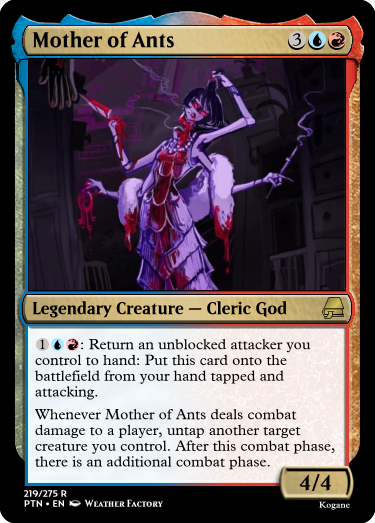 Mother of Ants 3
Legendary Creature — Cleric God
1: Return an unblocked attacker you
control to hand: Put this card onto the
battlefield from your hand tapped and
attacking.
Whenever Mother of Ants deals combat
damage to a player, untap another target
creature you control. After this combat phase,
there is an additional combat phase.
4/4
219/275 R
PTN • EN Weather Factory
Kogane